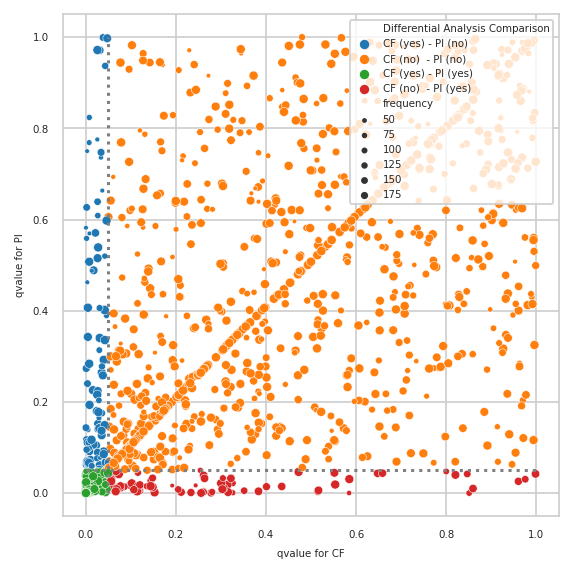 1.0
0.8
0.6
0.4
0.2
0.0
qvalue for PI
0.0
0.2
0.4
0.6
0.8
1.0
qvalue for CF
Differential Analysis Comparison
CF (yes) - PI (no)
CF (no) - PI (no)
CF (yes) - PI (yes)
CF (no) - PI (yes)
frequency
50
75
100
125
150
175